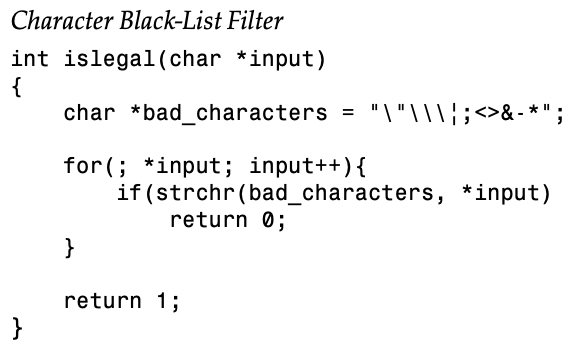 Character Black-List Filter
int islegal(char *input)
{
    char *bad_characters = "\"\\\¦;<>&-*";
    for(; *input; input++){
        if(strchr(bad_characters, *input)
            return 0;
    }
    return 1;
}